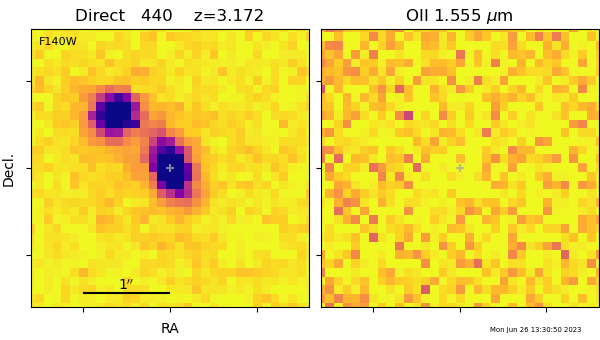 Direct 440 z=3.172
OII 1.555 μm
F140W
Decl.
1″
RA
Mon Jun 26 13:30:50 2023